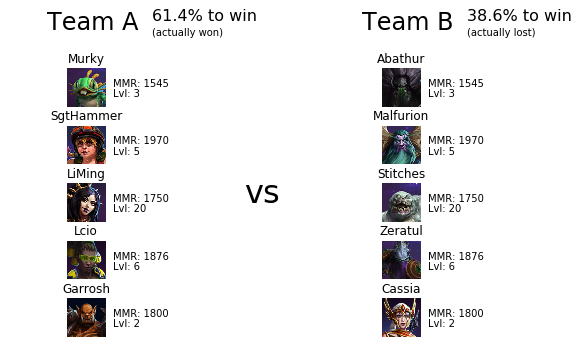 Team A
61.4% to win
(actually won)
Murky
MMR: 1545
Lvl: 3
SgtHammer
MMR: 1970
Lvl: 5
LiMing
MMR: 1750
Lvl: 20
Lcio
MMR: 1876
Lvl: 6
Garrosh
MMR: 1800
Lvl: 2
vs
Team B
38.6% to win
(actually lost)
Abathur
MMR: 1545
Lvl: 3
Malfurion
MMR: 1970
Lvl: 5
Stitches
MMR: 1750
Lvl: 20
Zeratul
MMR: 1876
Lvl: 6
Cassia
MMR: 1800
Lvl: 2